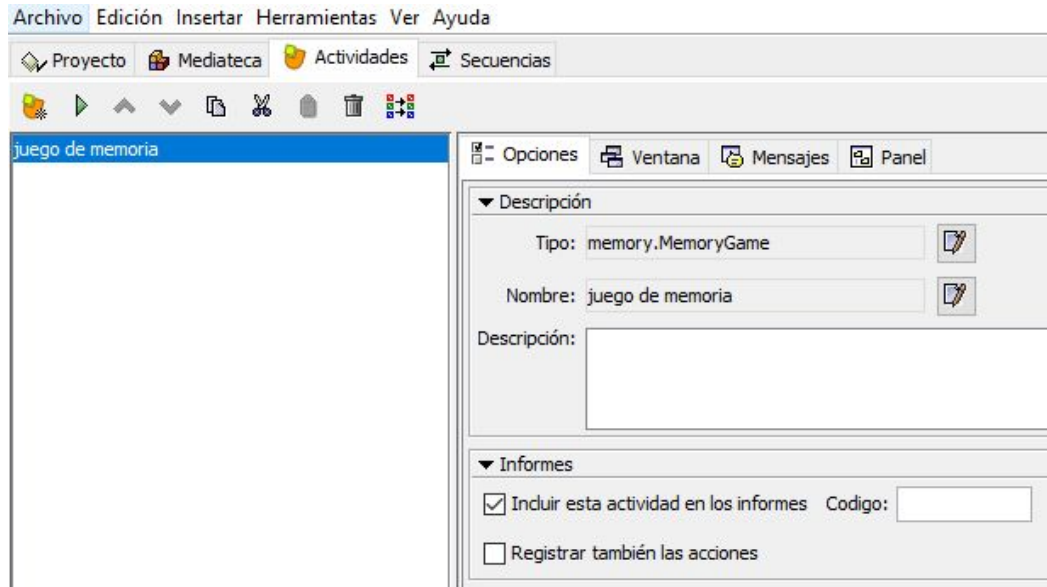 Archivo Edición Insertar Herramientas Ver Ayuda
Proyecto Mediateca Actividades Secuencias
juego de memoria
Opciones Ventana Mensajes Panel
Descripción
Tipo: memory.MemoryGame
Nombre: juego de memoria
Descripción:
Informes
Incluir esta actividad en los informes Codigo:
Registrar también las acciones